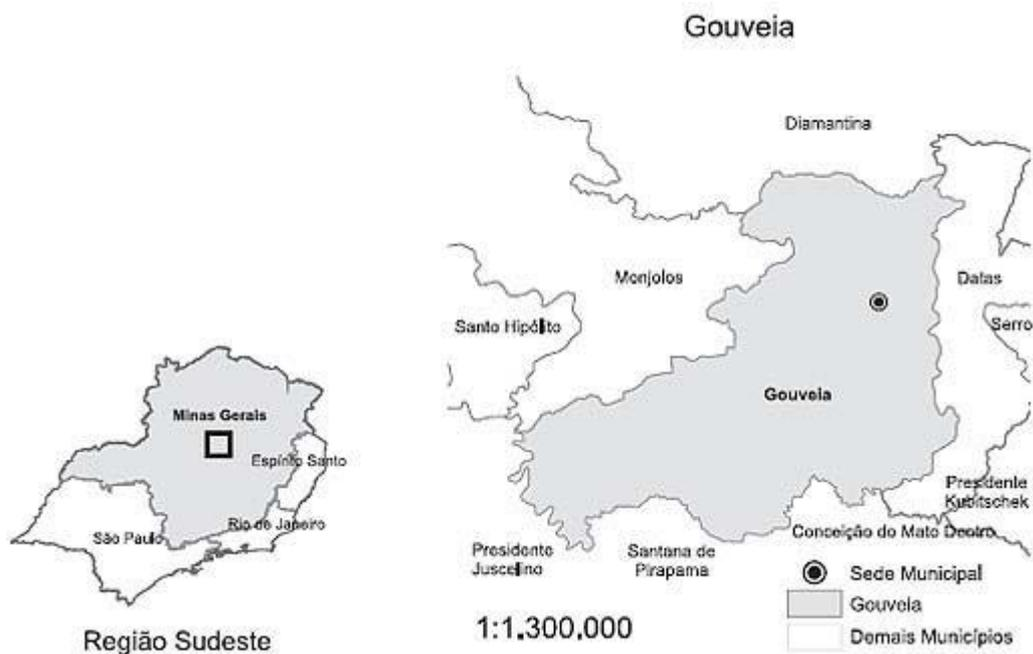 Gouveia
Diamantina
Monjolos
Datas
Santo Hipólito
Serro
Gouveia
Minas Gerais
Espírito Santo
Rio de Janeiro
São Paulo
Presidente
Kubitschek
Conceição do Mato Dentro
Presidente
Juscelino
Santana de
Pirapama
Sede Municipal
Gouveia
Demais Municípios
1:1.300.000
Região Sudeste